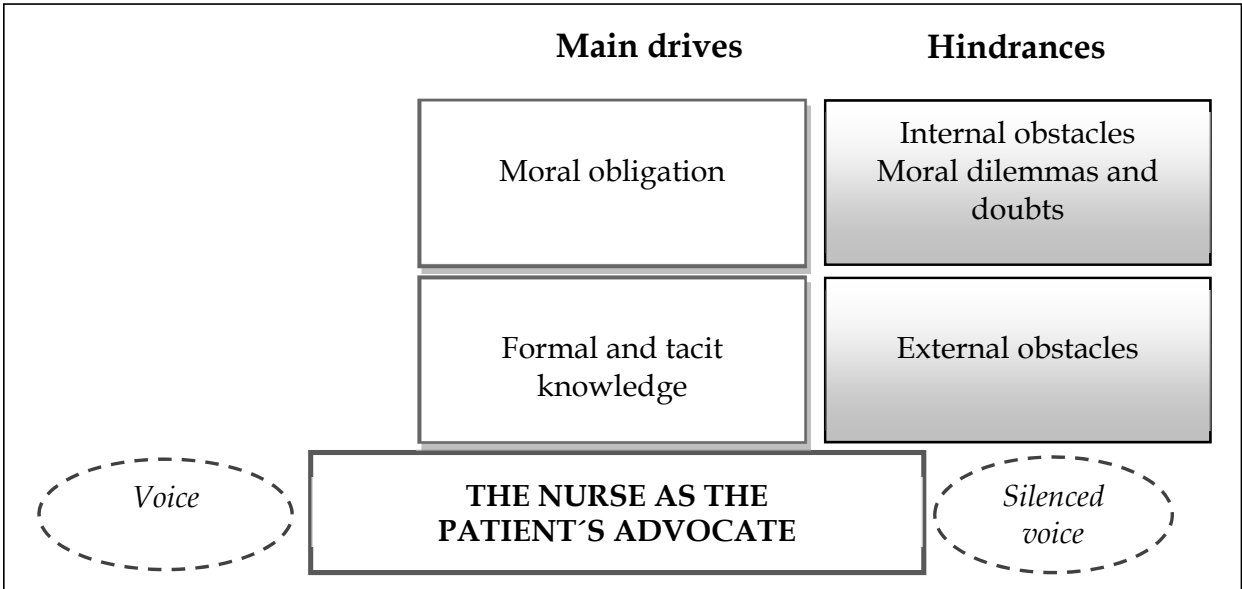 Main drives
Hindrances
Moral obligation
Internal obstacles
Moral dilemmas and
doubts
Formal and tacit
knowledge
External obstacles
Voice
THE NURSE AS THE
PATIENT´S ADVOCATE
Silenced
voice